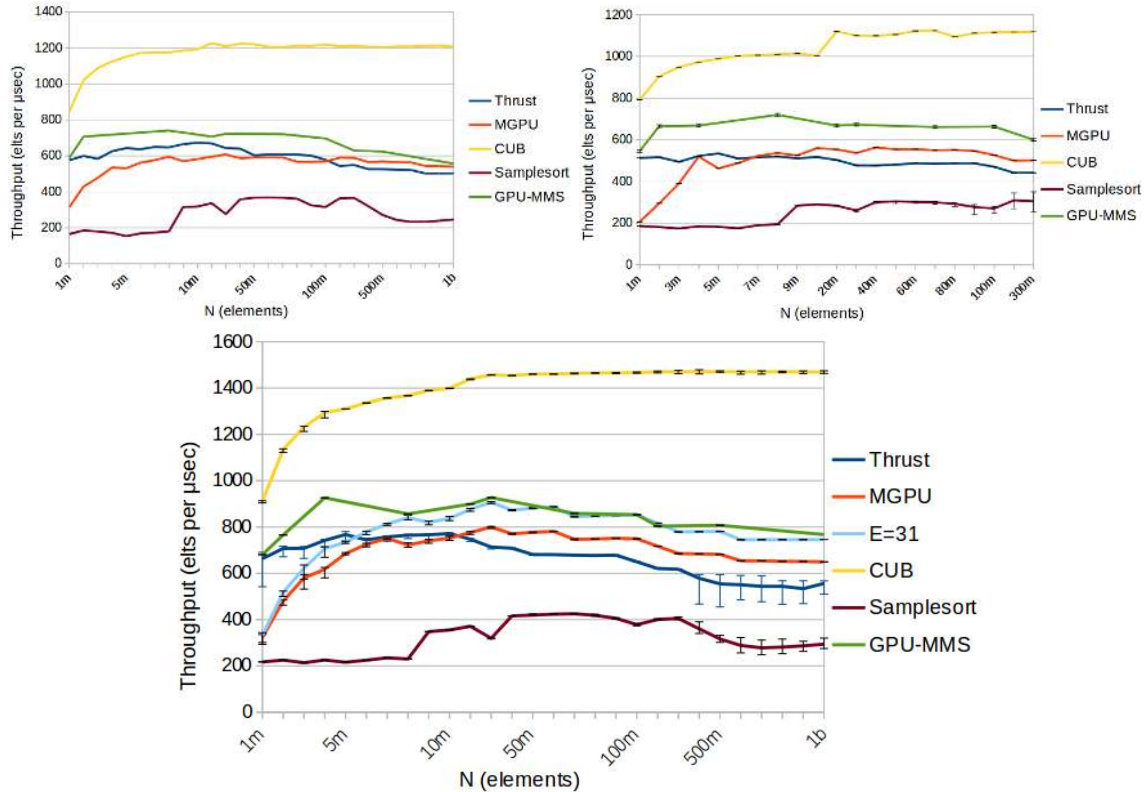 1400
1200
1000
800
600
400
200
0
Throughput (elts per µsec)
1m
5m
10m
50m
100m
500m
1b
N (elements)
Thrust
MGPU
CUB
Samplesort
GPU-MMS
1200
1000
800
600
400
200
0
Throughput (elts per µsec)
1m
3m
5m
7m
9m
20m
40m
60m
80m
100m
300m
N (elements)
Thrust
MGPU
CUB
Samplesort
GPU-MMS
1600
1400
1200
1000
800
600
400
200
0
Throughput (elts per µsec)
1m
5m
10m
50m
100m
500m
1b
N (elements)
Thrust
MGPU
E=31
CUB
Samplesort
GPU-MMS